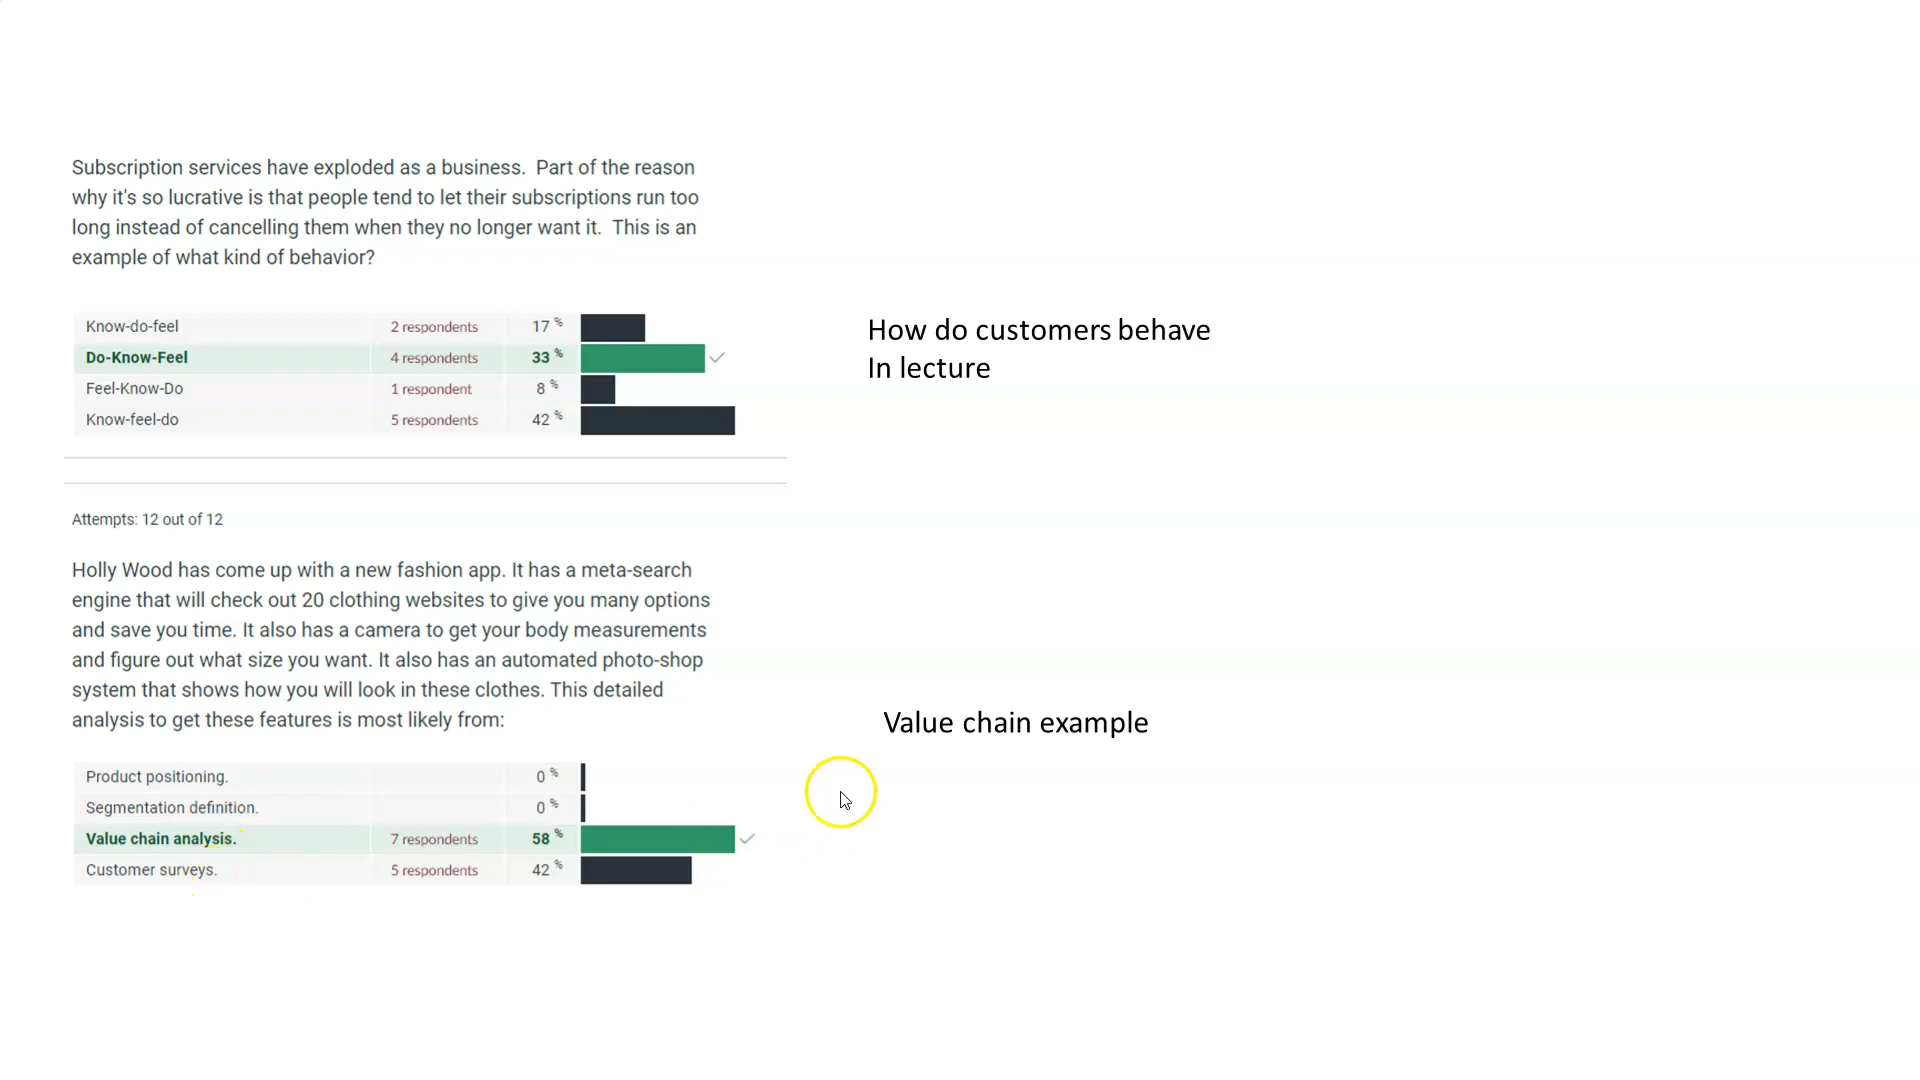 Subscription services have exploded as a business.  Part of the reason
why it's so lucrative is that people tend to let their subscriptions run too
long instead of cancelling them when they no longer want it.  This is an
example of what kind of behavior?
Know-do-feel 2 respondents 17 %
Do-Know-Feel 4 respondents 33 %
Feel-Know-Do 1 respondent 8 %
Know-feel-do 5 respondents 42 %
How do customers behave
In lecture
Attempts: 12 out of 12
Holly Wood has come up with a new fashion app. It has a meta-search
engine that will check out 20 clothing websites to give you many options
and save you time. It also has a camera to get your body measurements
and figure out what size you want. It also has an automated photo-shop
system that shows how you will look in these clothes. This detailed
analysis to get these features is most likely from:
Value chain example
Product positioning. 0 %
Segmentation definition. 0 %
Value chain analysis. 7 respondents 58 %
Customer surveys. 5 respondents 42 %